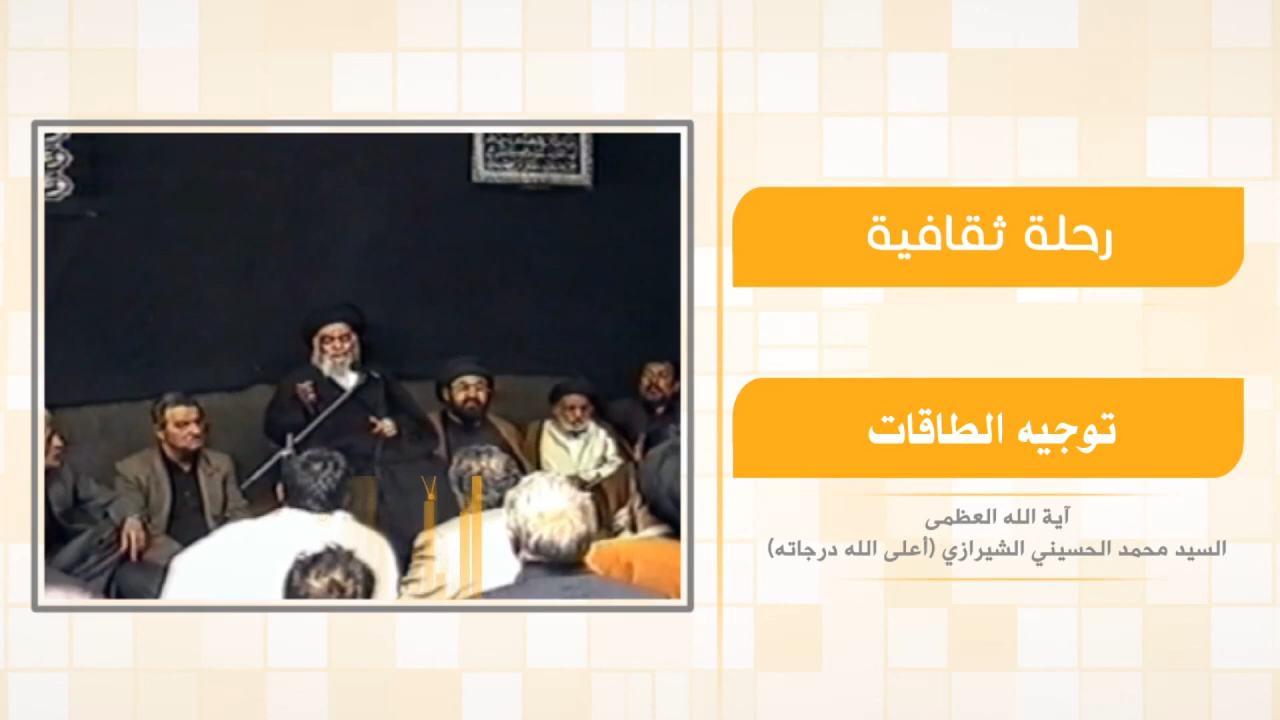 رحلة ثقافية
توجيه الطاقات
آية الله العظمى
السيد محمد الحسيني الشيرازي (أعلى الله درجاته)